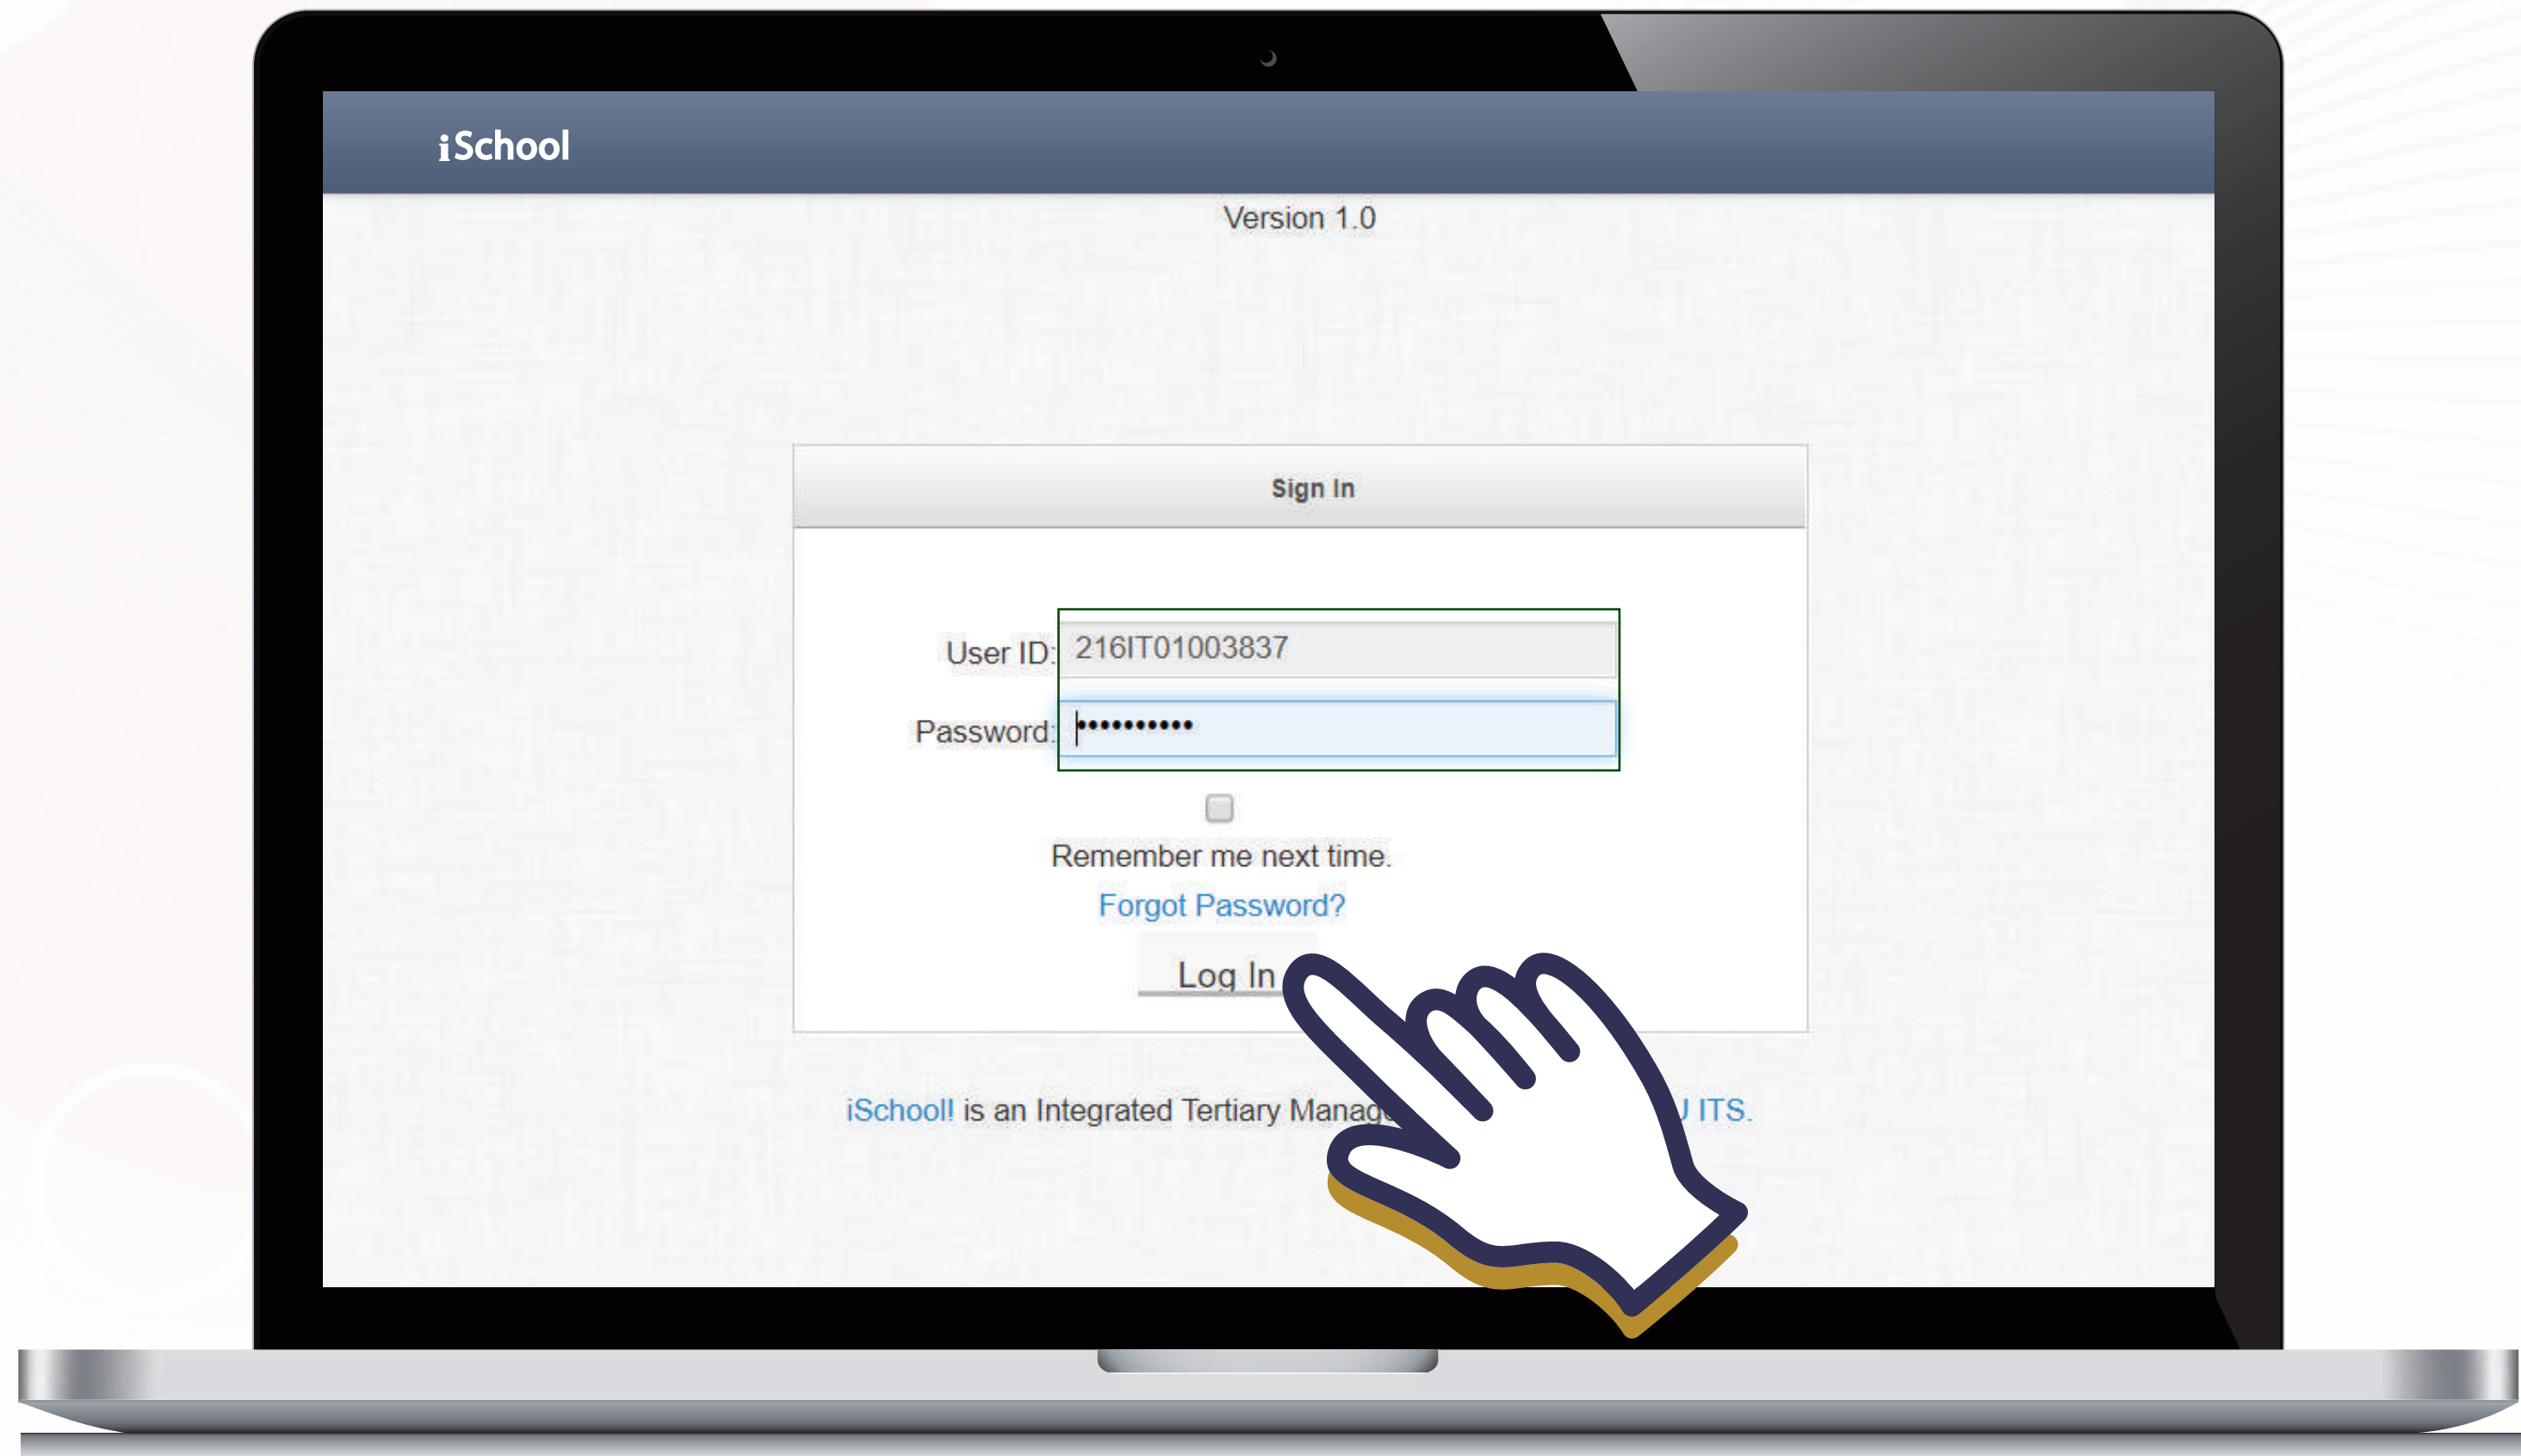 iSchool
Version 1.0
Sign In
User ID: 216IT01003837
Password: ••••••••••
Remember me next time.
Forgot Password?
Log In
iSchool! is an Integrated Tertiary ITS.